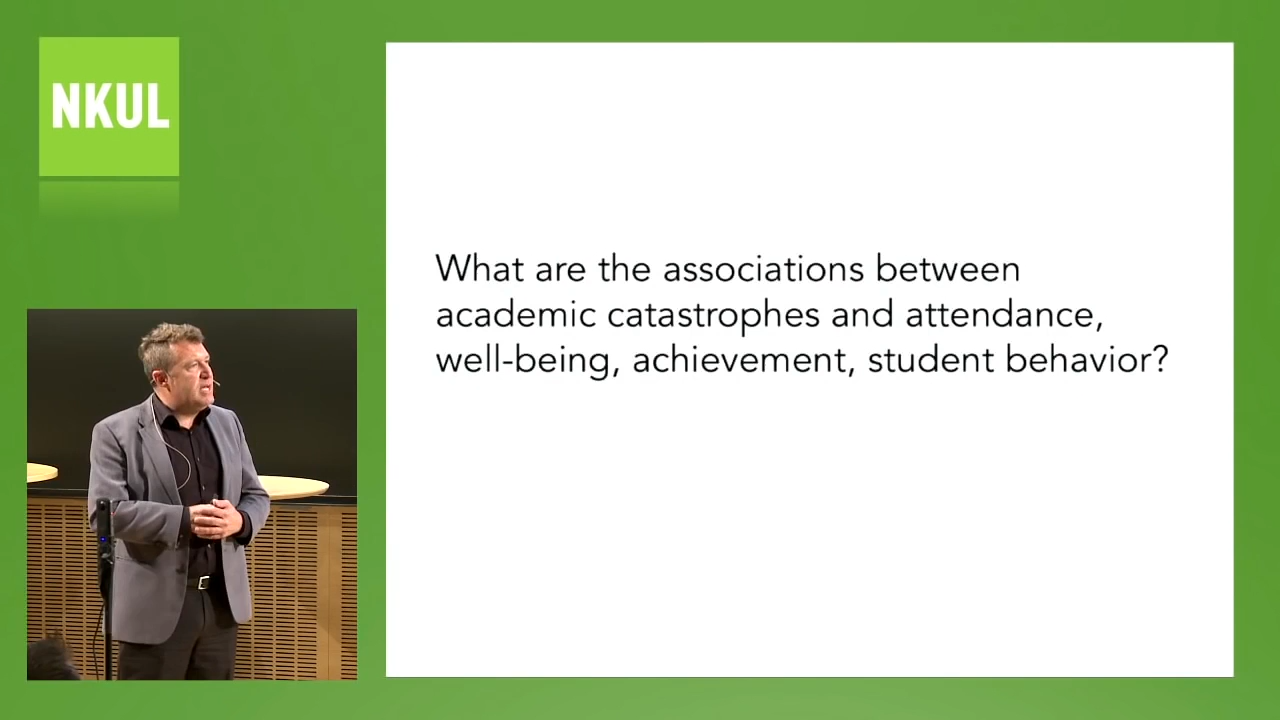 NKUL
What are the associations between
academic catastrophes and attendance,
well-being, achievement, student behavior?